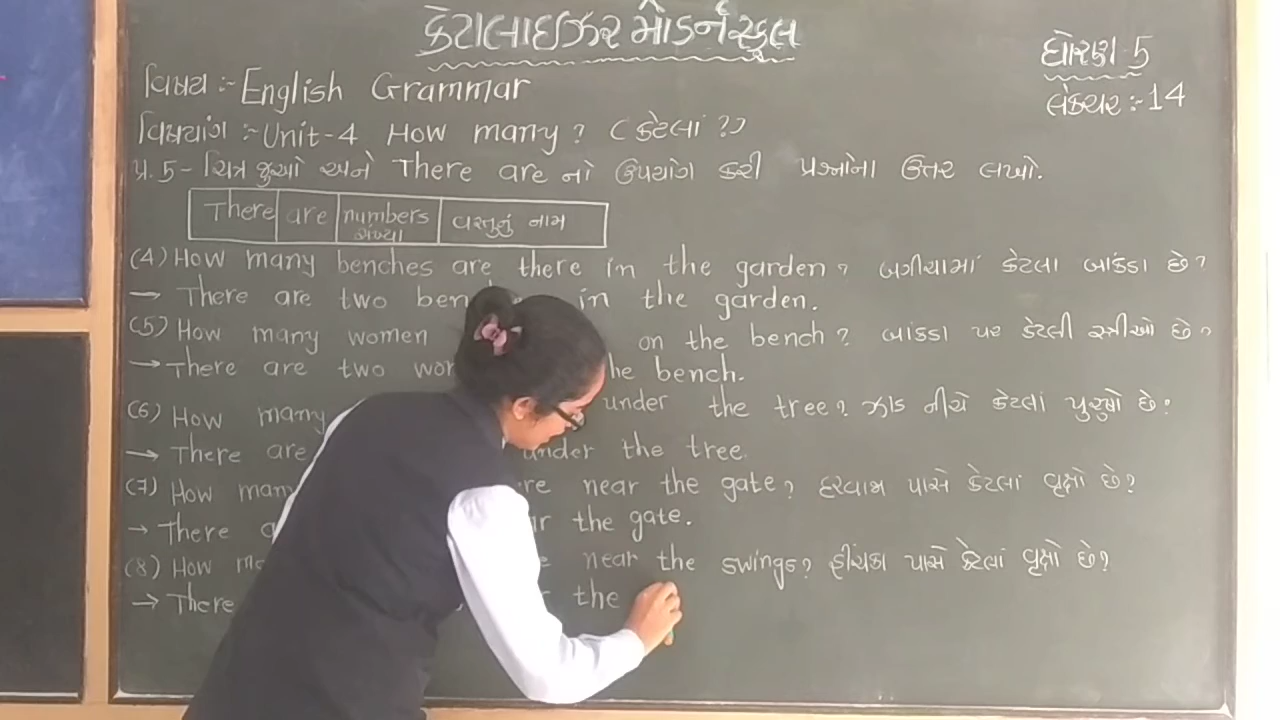 કેટાલાઇઝર મોડર્ન સ્કૂલ
ધોરણ 5
વિષય :- English Grammar
લેક્ચર :- 14
વિષયાંગ :- Unit-4 How many? (કેટલાં ?)
પ્ર. 5 - ચિત્ર જુઓ અને There are નો ઉપયોગ કરી પ્રશ્નોના ઉત્તર લખો.
There are numbers સંખ્યા વસ્તુનું નામ
(4) How many benches are there in the garden? બગીચામાં કેટલા બાંકડા છે?
→ There are two ben in the garden.
(5) How many women on the bench? બાંકડા પર કેટલી સ્ત્રીઓ છે?
→ There are two wo he bench.
(6) How many under the tree? ઝાડ નીચે કેટલાં પુરુષો છે?
→ There are under the tree.
(7) How man re near the gate? દરવાજા પાસે કેટલાં વૃક્ષો છે?
→ There a ar the gate.
(8) How m e near the swings? હીંચકા પાસે કેટલાં વૃક્ષો છે?
→ There the